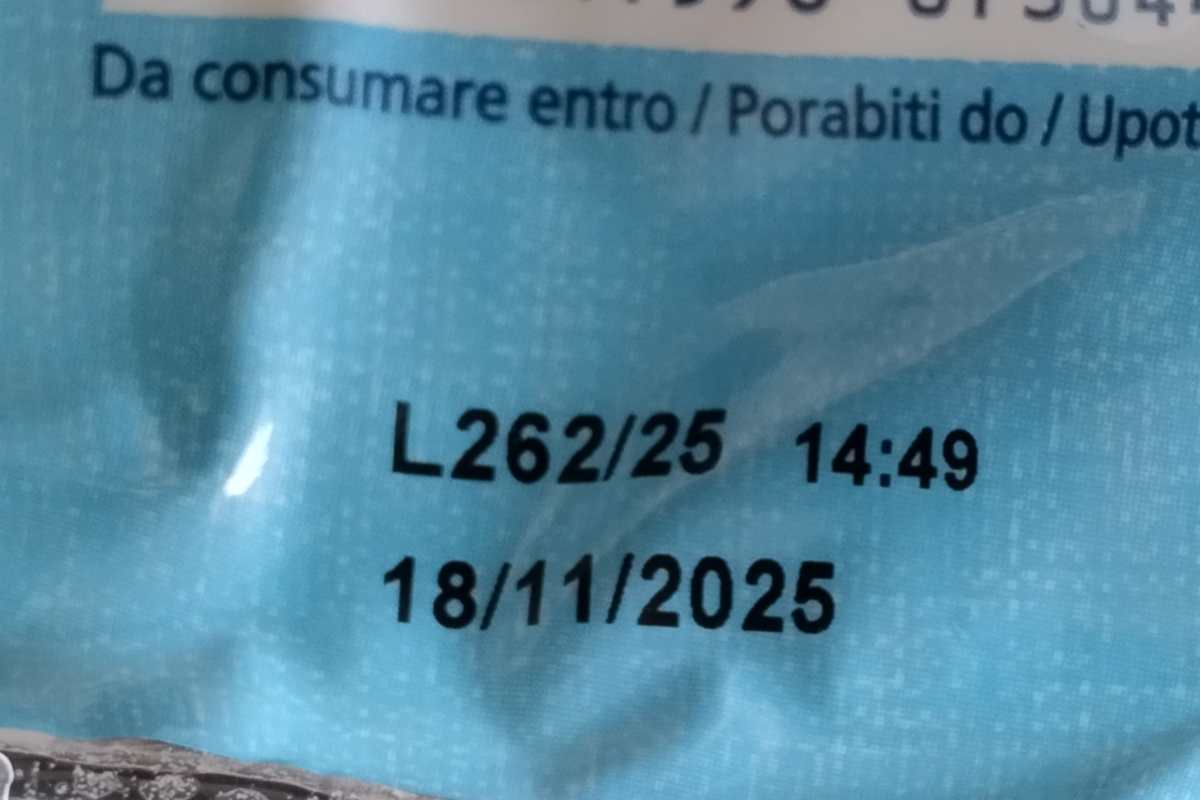 Da consumare entro / Porabiti do / Upot
L262/25 14:49
18/11/2025